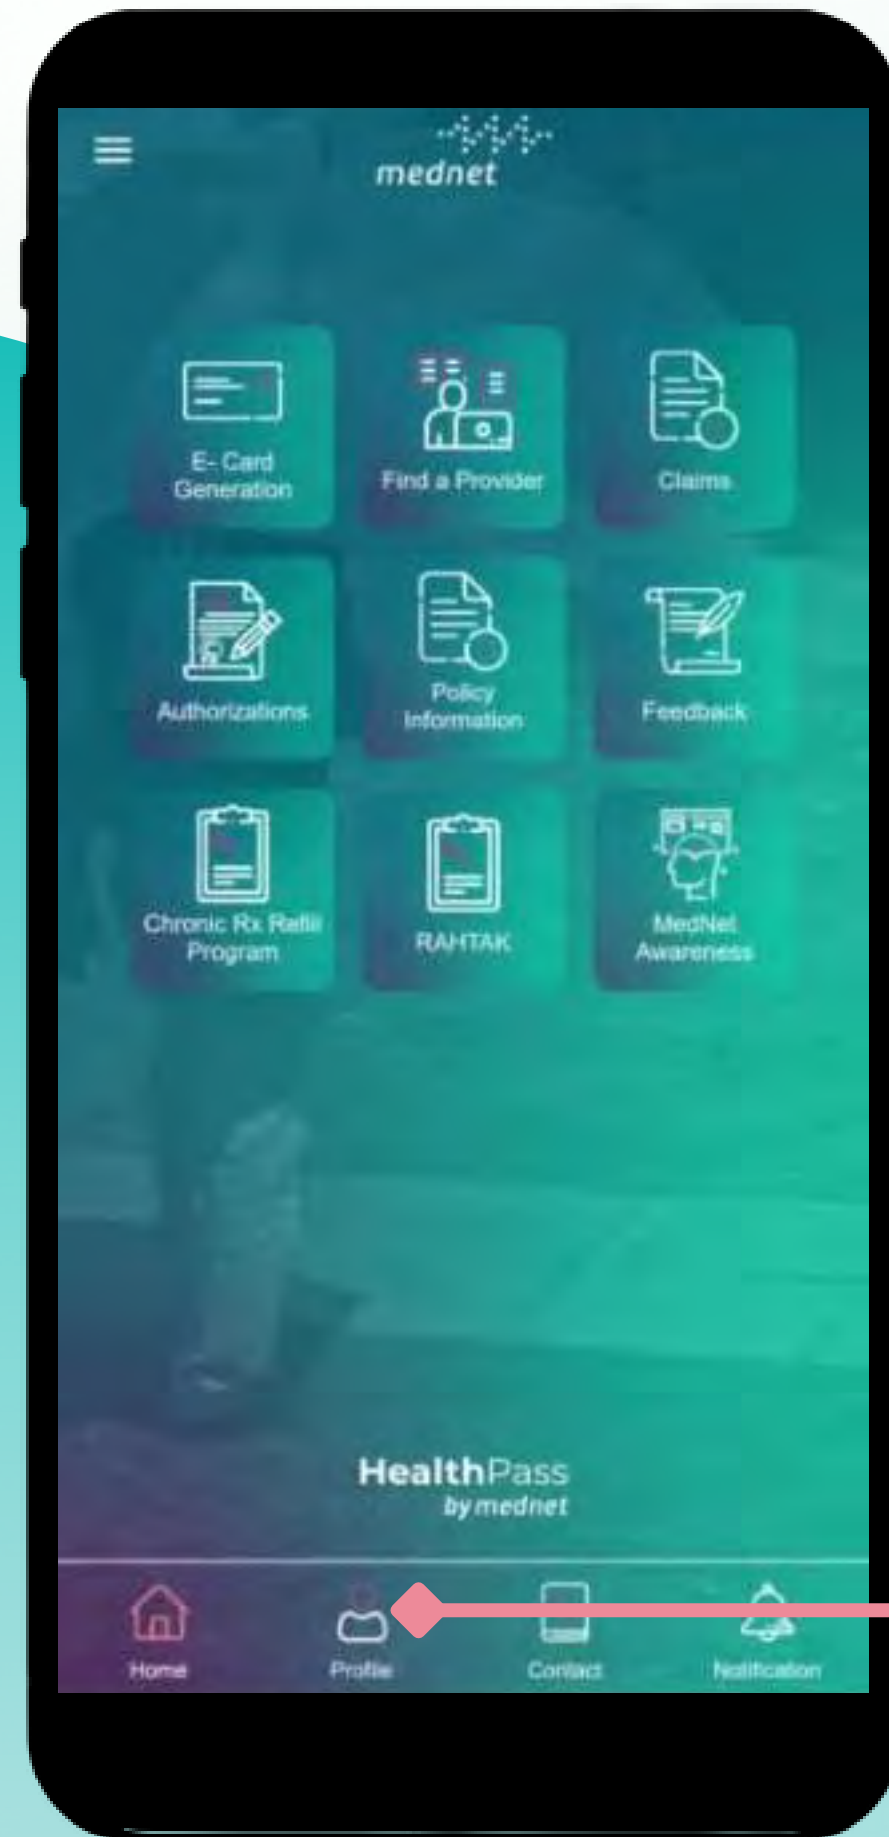 mednet
E- Card
Generation
Find a Provider
Claims
Authorizations
Policy
Information
Feedback
Chronic Rx Refill
Program
RAHTAK
MedNet
Awareness
HealthPass
by mednet
Home
Profile
Contact
Notification